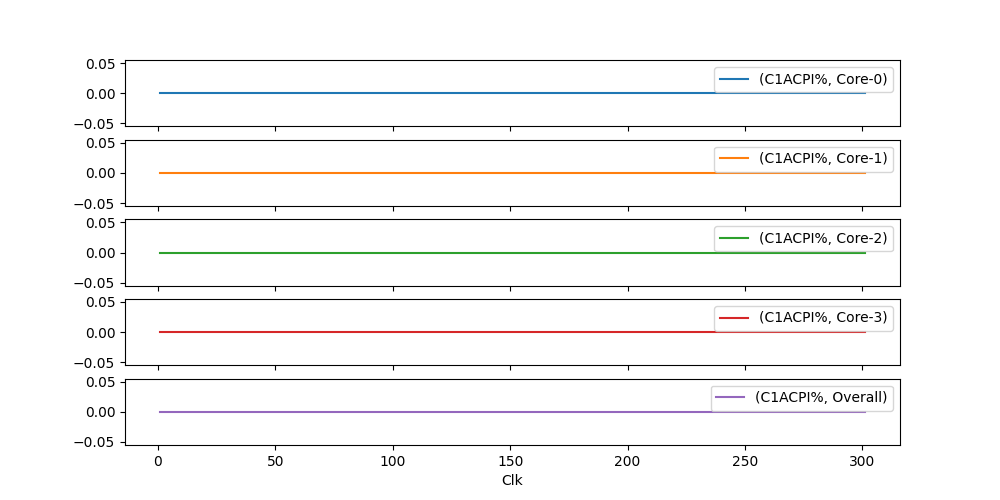 0.05
(C1ACPI%, Core-0)
0.00
−0.05
0.05
(C1ACPI%, Core-1)
0.00
−0.05
0.05
(C1ACPI%, Core-2)
0.00
−0.05
0.05
(C1ACPI%, Core-3)
0.00
−0.05
0.05
(C1ACPI%, Overall)
0.00
−0.05
0 50 100 150 200 250 300
Clk